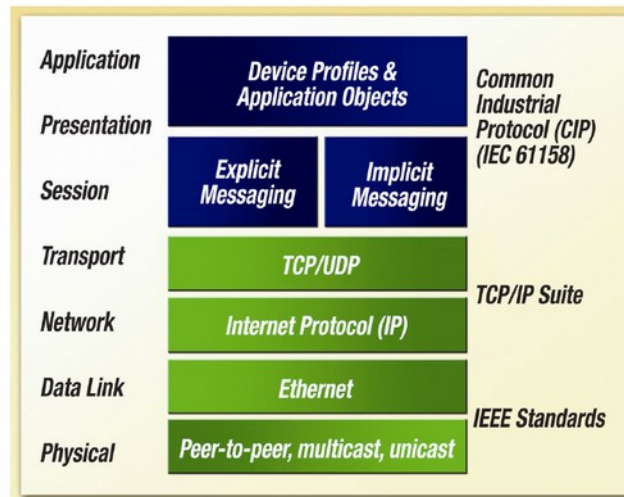 Application
Presentation
Session
Transport
Network
Data Link
Physical
Device Profiles &
Application Objects
Explicit
Messaging
Implicit
Messaging
TCP/UDP
Internet Protocol (IP)
Ethernet
Peer-to-peer, multicast, unicast
Common
Industrial
Protocol (CIP)
(IEC 61158)
TCP/IP Suite
IEEE Standards